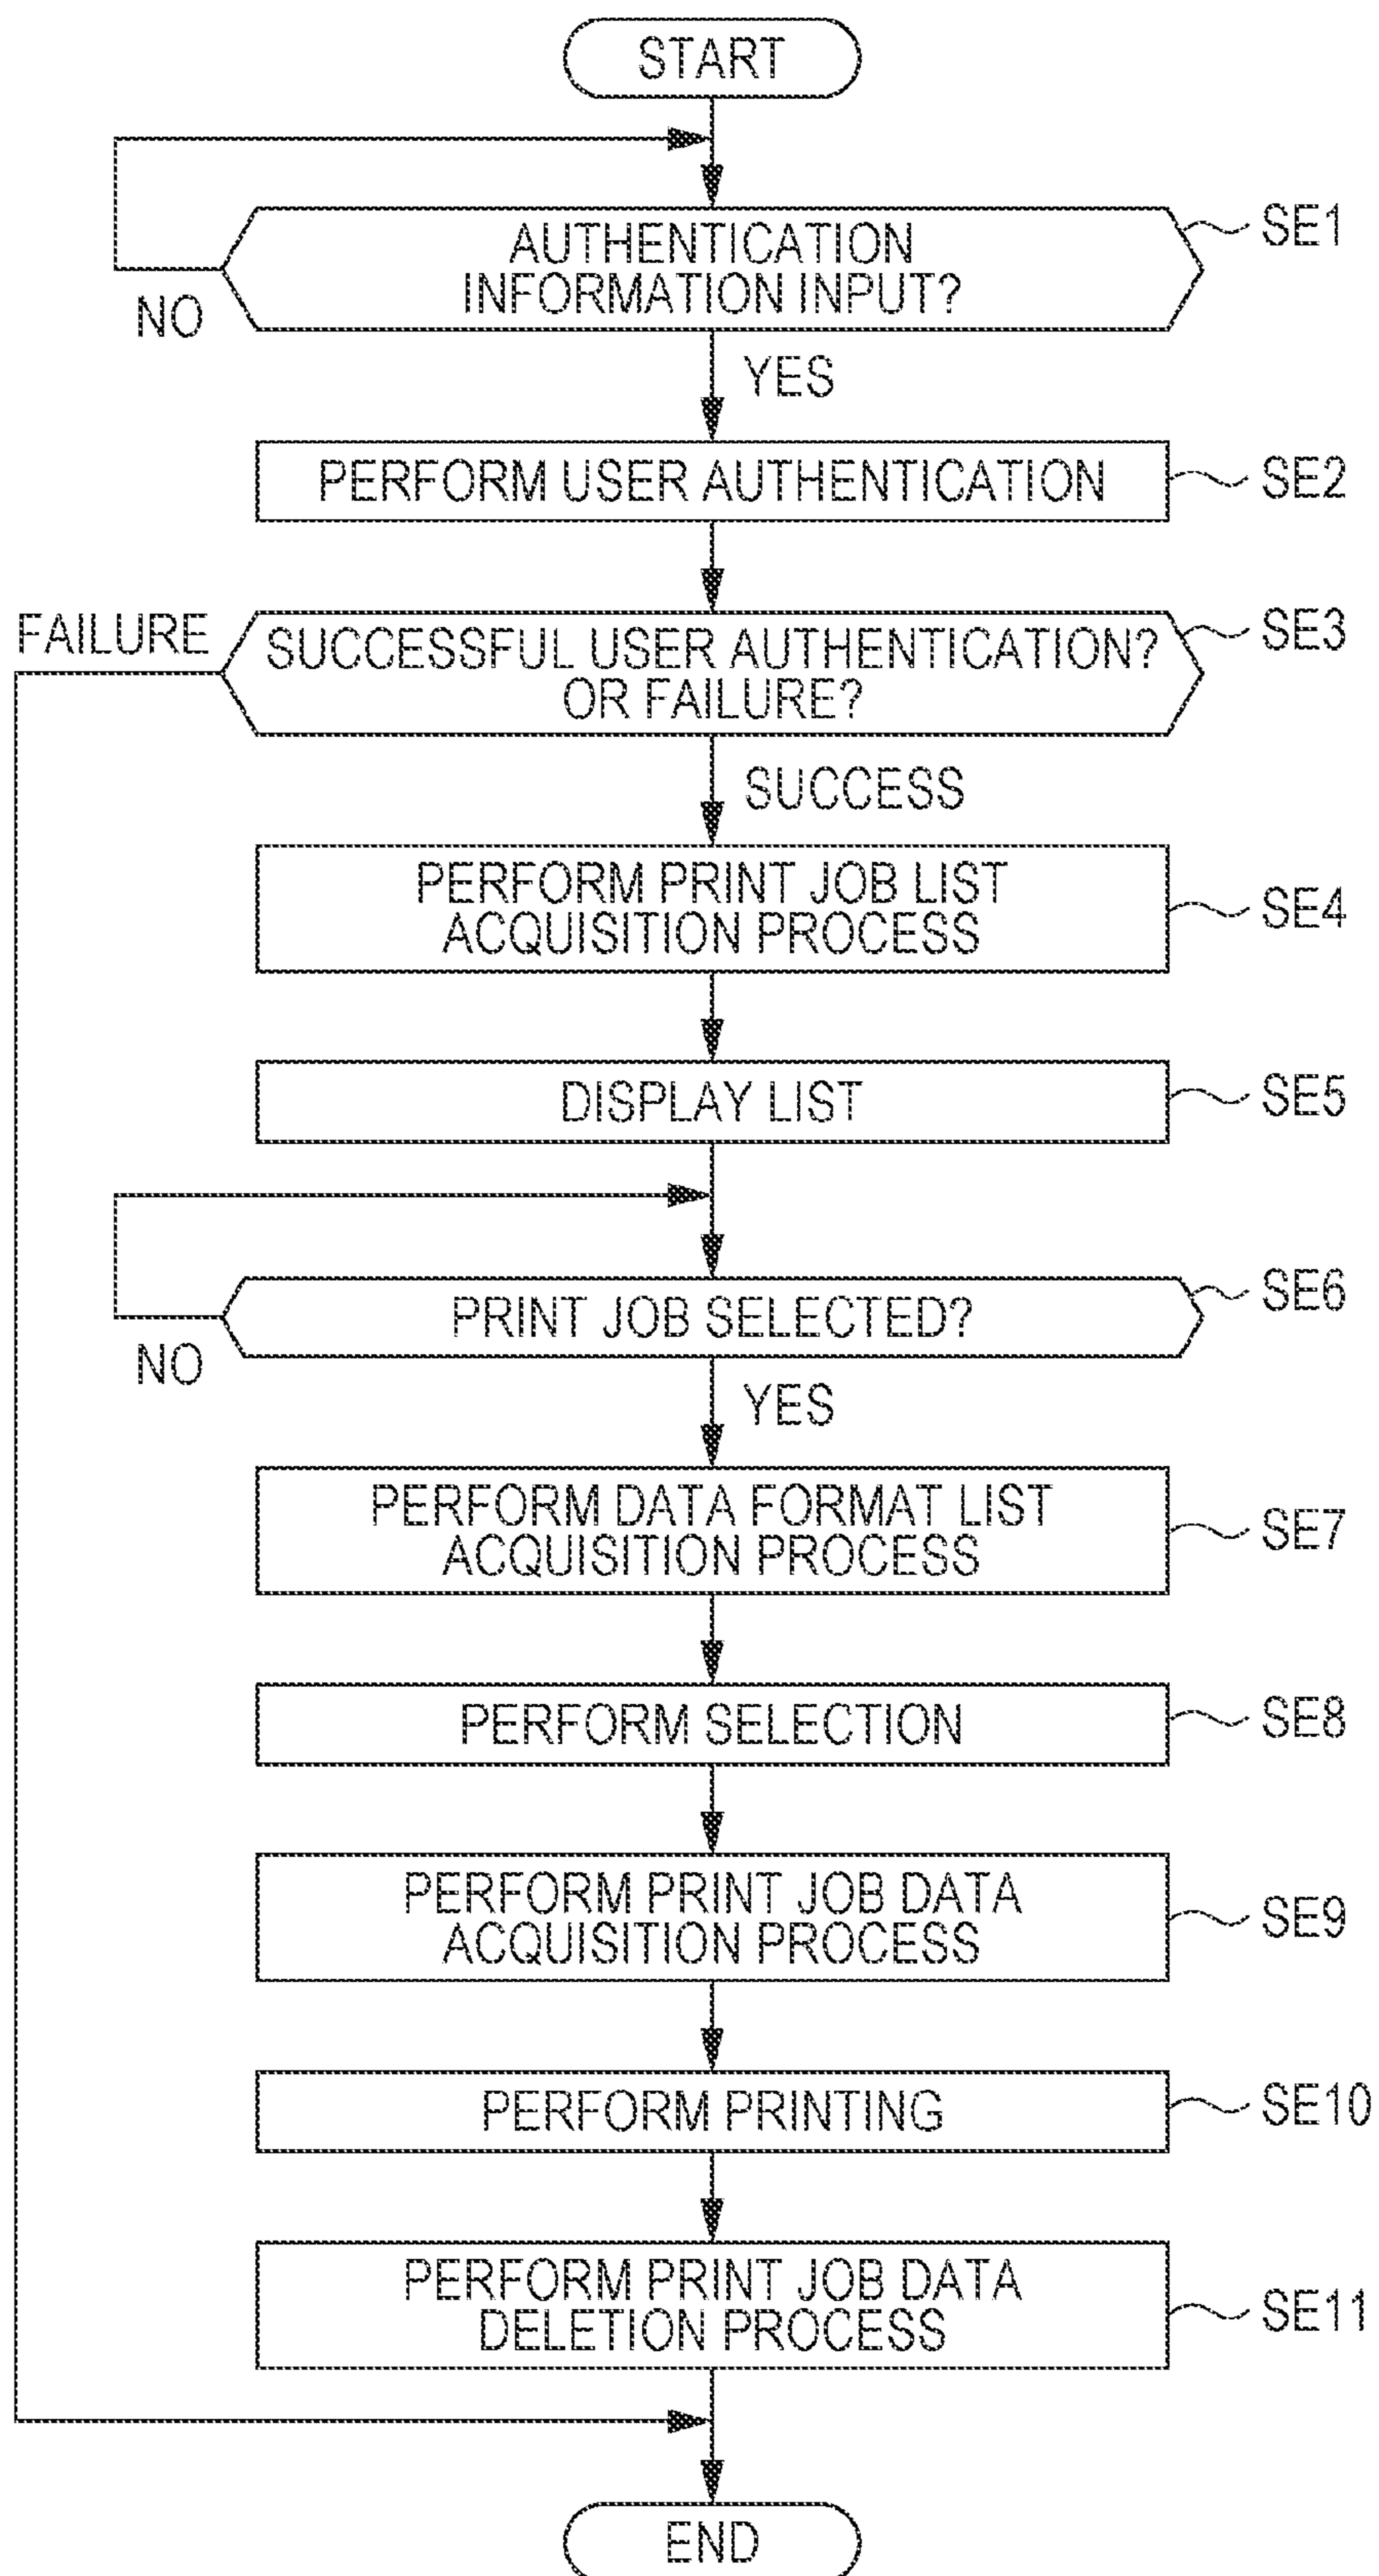 START
AUTHENTICATION
INFORMATION INPUT?
SE1
NO
YES
PERFORM USER AUTHENTICATION
SE2
FAILURE
SUCCESSFUL USER AUTHENTICATION?
OR FAILURE?
SE3
SUCCESS
PERFORM PRINT JOB LIST
ACQUISITION PROCESS
SE4
DISPLAY LIST
SE5
PRINT JOB SELECTED?
SE6
NO
YES
PERFORM DATA FORMAT LIST
ACQUISITION PROCESS
SE7
PERFORM SELECTION
SE8
PERFORM PRINT JOB DATA
ACQUISITION PROCESS
SE9
PERFORM PRINTING
SE10
PERFORM PRINT JOB DATA
DELETION PROCESS
SE11
END